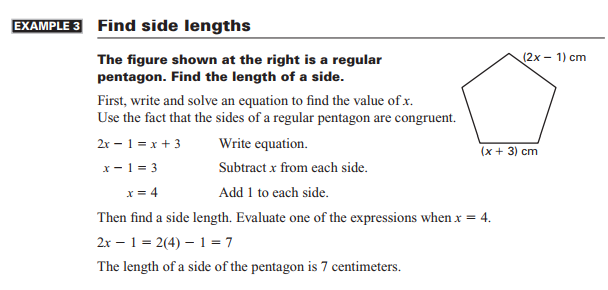 EXAMPLE 3 Find side lengths
The figure shown at the right is a regular
pentagon. Find the length of a side.
(2x − 1) cm
(x + 3) cm
First, write and solve an equation to find the value of x.
Use the fact that the sides of a regular pentagon are congruent.
2x − 1 = x + 3 Write equation.
x − 1 = 3 Subtract x from each side.
x = 4 Add 1 to each side.
Then find a side length. Evaluate one of the expressions when x = 4.
2x − 1 = 2(4) − 1 = 7
The length of a side of the pentagon is 7 centimeters.